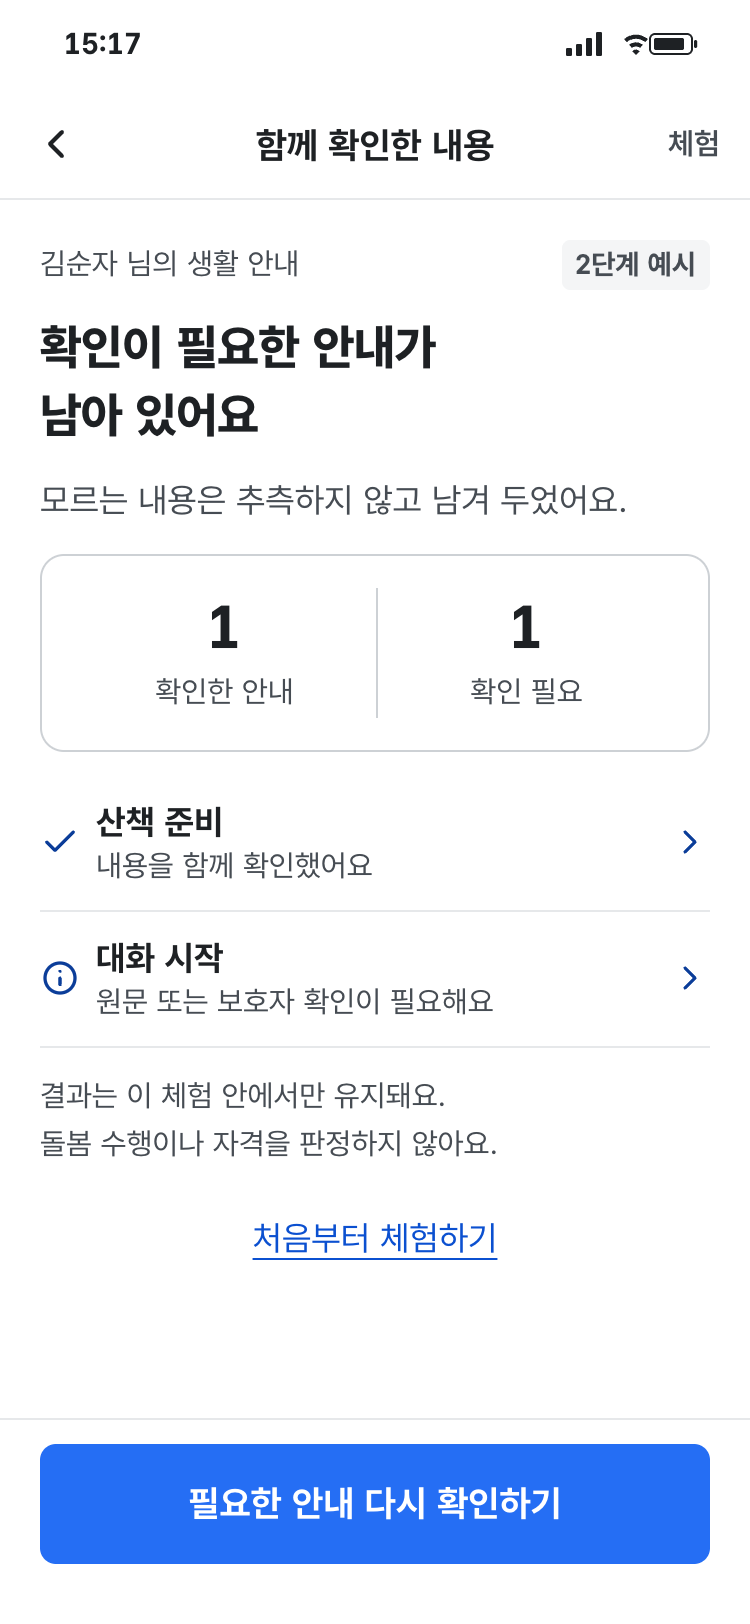 15:17
함께 확인한 내용
체험
김순자 님의 생활 안내
2단계 예시
확인이 필요한 안내가
남아 있어요
모르는 내용은 추측하지 않고 남겨 두었어요.
1
확인한 안내
1
확인 필요
산책 준비
내용을 함께 확인했어요
대화 시작
원문 또는 보호자 확인이 필요해요
결과는 이 체험 안에서만 유지돼요.
돌봄 수행이나 자격을 판정하지 않아요.
처음부터 체험하기
필요한 안내 다시 확인하기